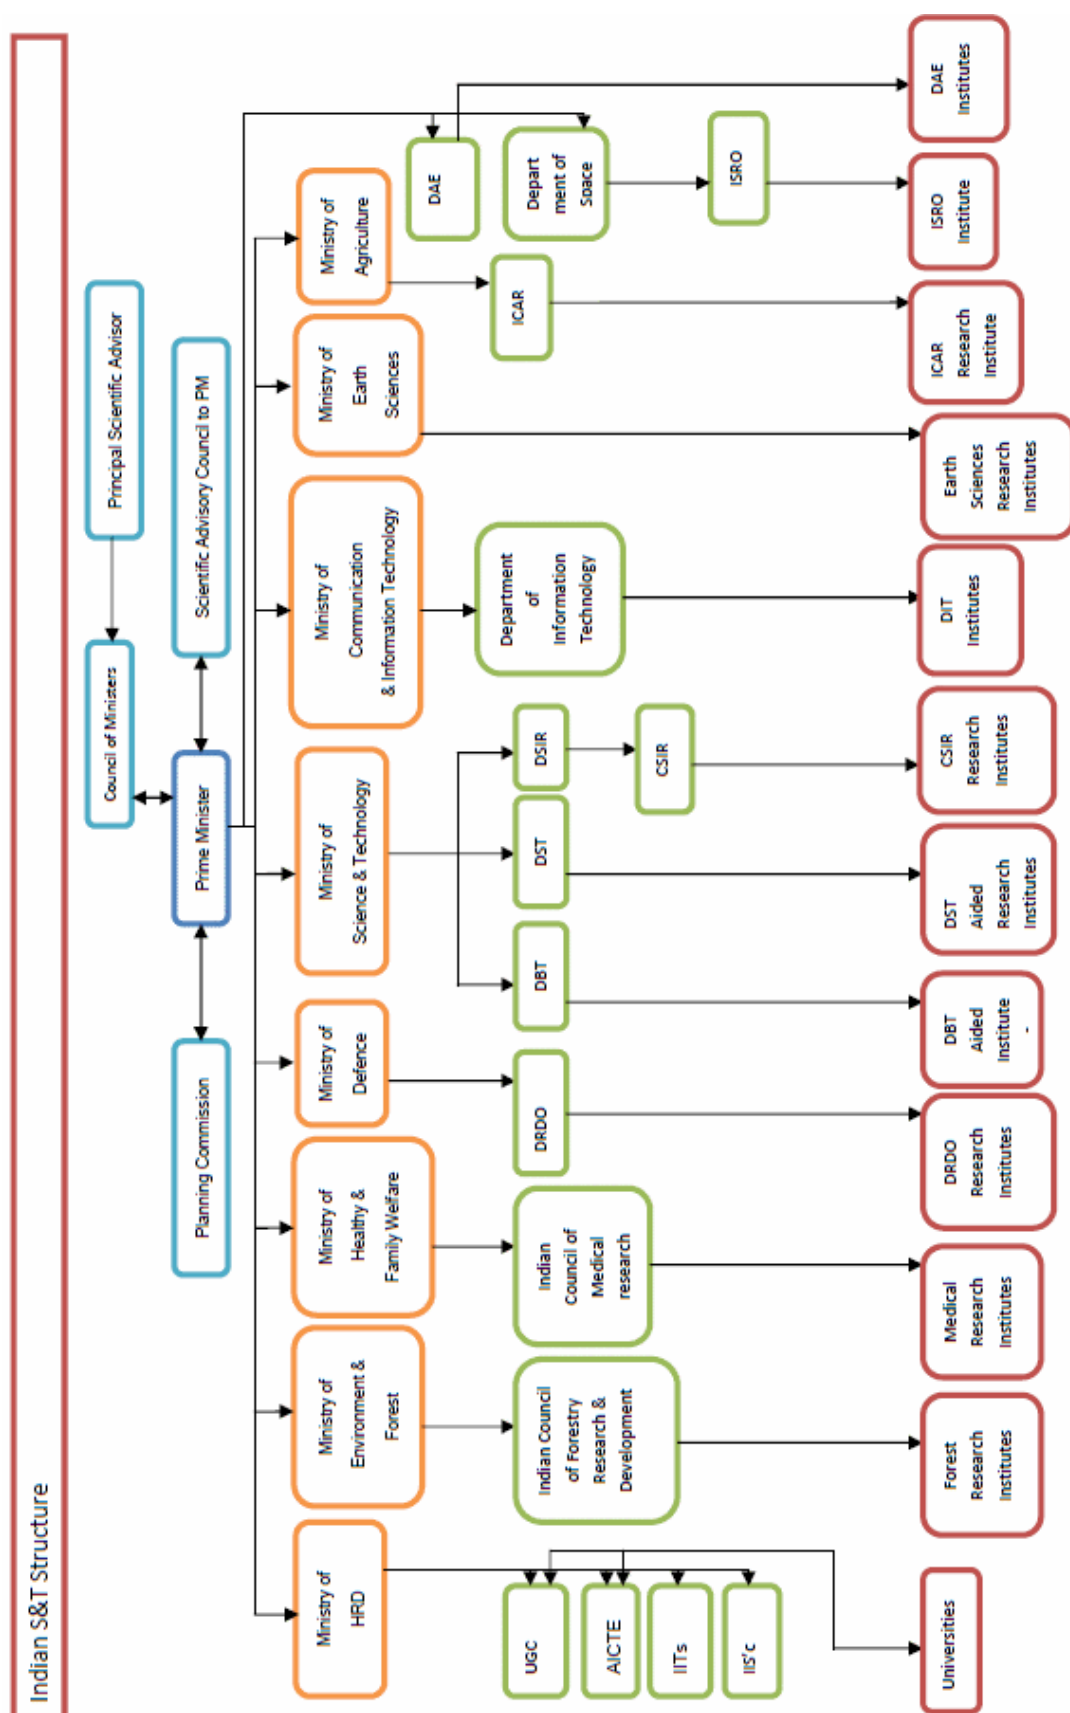 Indian S&T Structure
Principal Scientific Advisor
Council of Ministers
Planning Commission
Prime Minister
Scientific Advisory Council to PM
Ministry of
HRD
Ministry of
Environment &
Forest
Ministry of
Healthy &
Family Welfare
Ministry of
Defence
Ministry of
Science & Technology
Ministry of
Communication
& Information Technology
Ministry of
Earth
Sciences
Ministry of
Agriculture
DAE
UGC
AICTE
IITs
IIS'c
Indian Council
of Forestry
Research &
Development
Indian
Council of
Medical
research
DRDO
DBT
DST
DSIR
CSIR
Department
of
Information
Technology
ICAR
Depart
ment of
Space
ISRO
Universities
Forest
Research
Institutes
Medical
Research
Institutes
DRDO
Research
Institutes
DBT
Aided
Institute
-
DST
Aided
Research
Institutes
CSIR
Research
Institutes
DIT
Institutes
Earth
Sciences
Research
Institutes
ICAR
Research
Institute
ISRO
Institute
DAE
Institutes